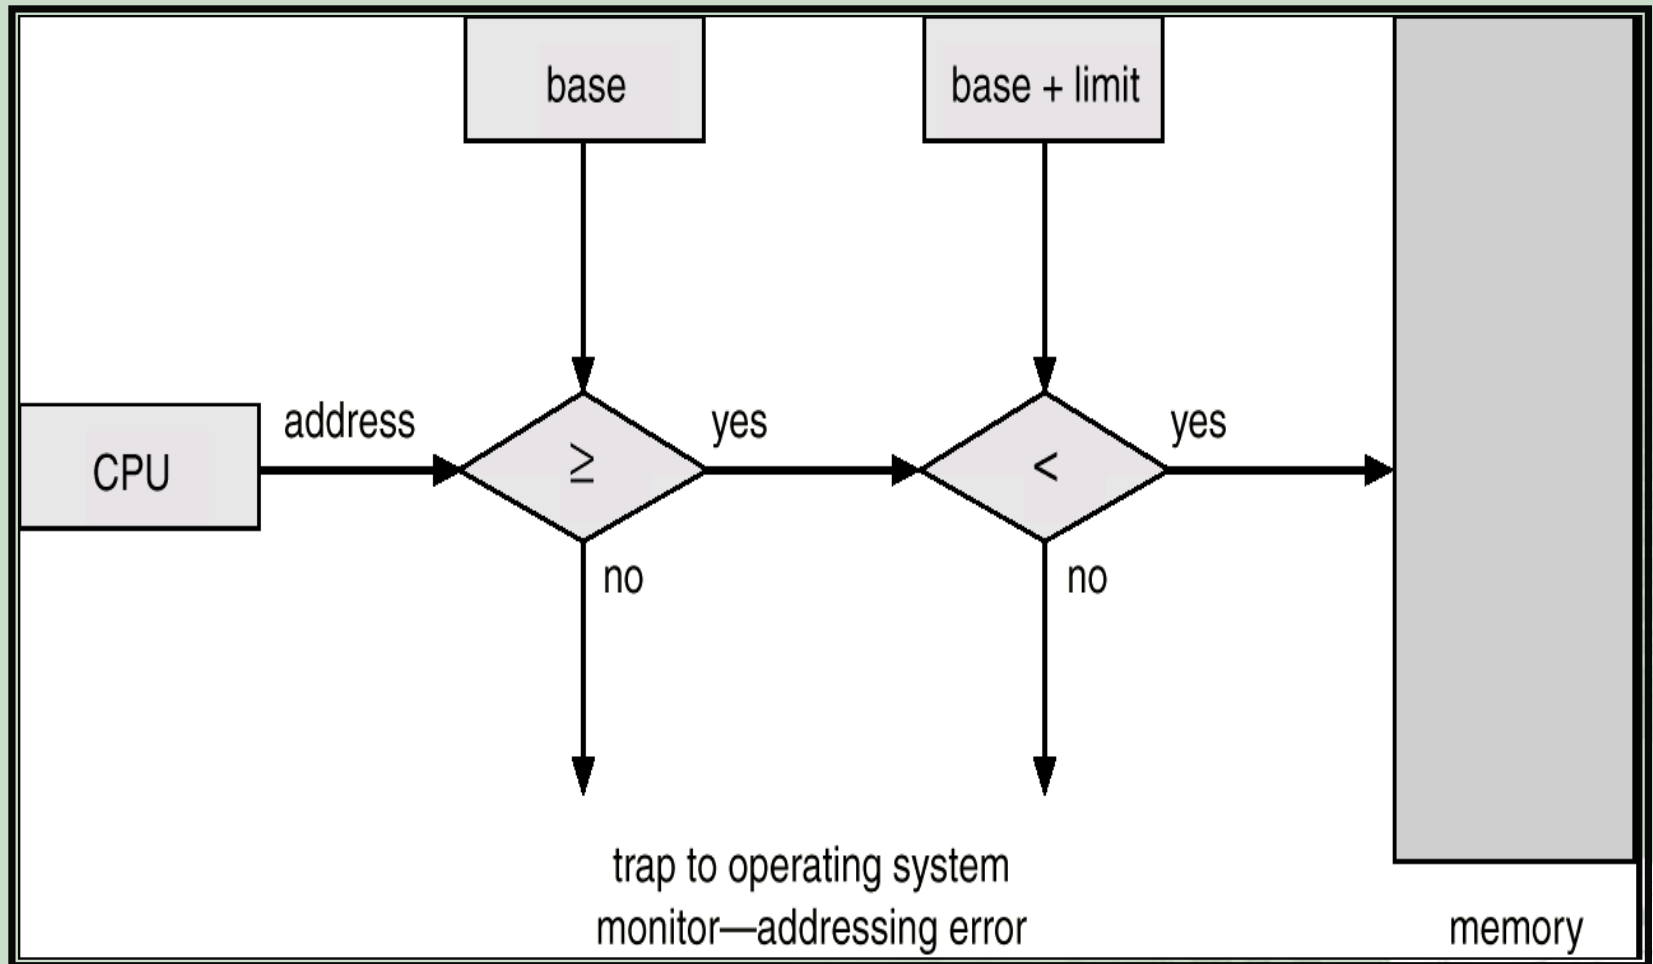 base
base + limit
address
yes
yes
CPU
≥
<
no
no
trap to operating system
monitor—addressing error
memory